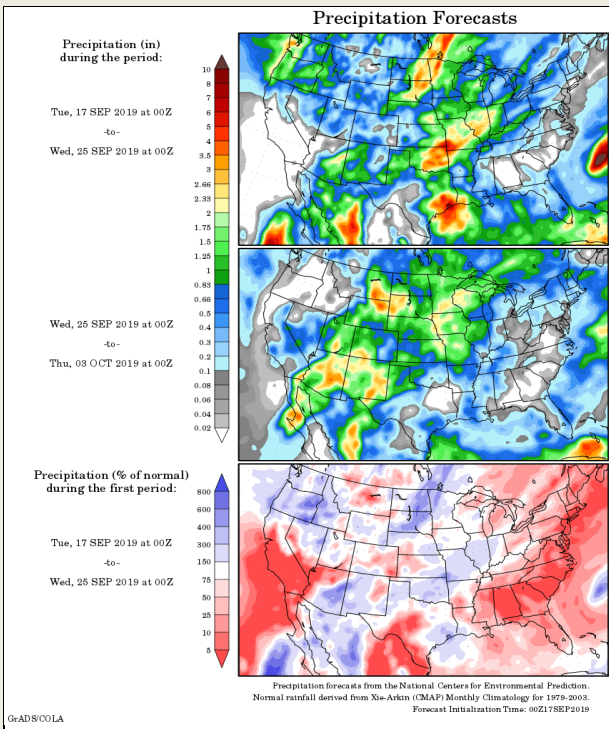 Precipitation Forecasts
Precipitation (in)
during the period:
Tue, 17 SEP 2019 at 00Z
-to-
Wed, 25 SEP 2019 at 00Z
10
8
7
6
5
4
3.5
3
2.66
2.33
2
1.75
1.5
1.25
1
0.83
0.66
0.5
0.4
0.3
0.2
0.1
0.08
0.06
0.04
0.02
Wed, 25 SEP 2019 at 00Z
-to-
Thu, 03 OCT 2019 at 00Z
Precipitation (% of normal)
during the first period:
Tue, 17 SEP 2019 at 00Z
-to-
Wed, 25 SEP 2019 at 00Z
800
600
400
300
150
75
50
25
10
5
Precipitation forecasts from the National Centers for Environmental Prediction.
Normal rainfall derived from Xie-Arkin (CMAP) Monthly Climatology for 1979-2003.
Forecast Initialization Time: 00Z17SEP2019
GrADS/COLA